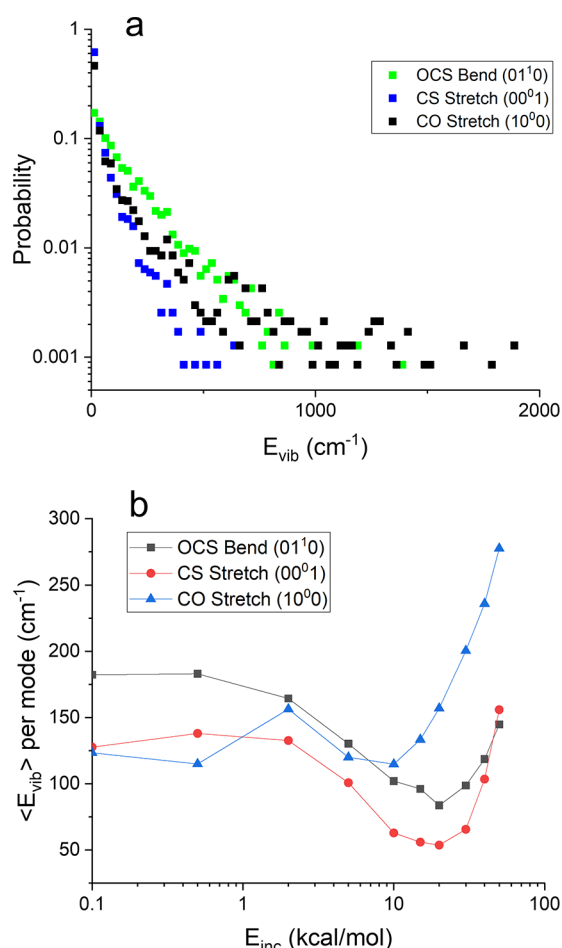 a
1
0.1
0.01
0.001
Probability
OCS Bend (01¹0)
CS Stretch (00⁰1)
CO Stretch (10⁰0)
0
1000
2000
E_vib (cm⁻¹)
b
300
250
200
150
100
50
<E_vib> per mode (cm⁻¹)
OCS Bend (01¹0)
CS Stretch (00⁰1)
CO Stretch (10⁰0)
0.1
1
10
100
E_inc (kcal/mol)